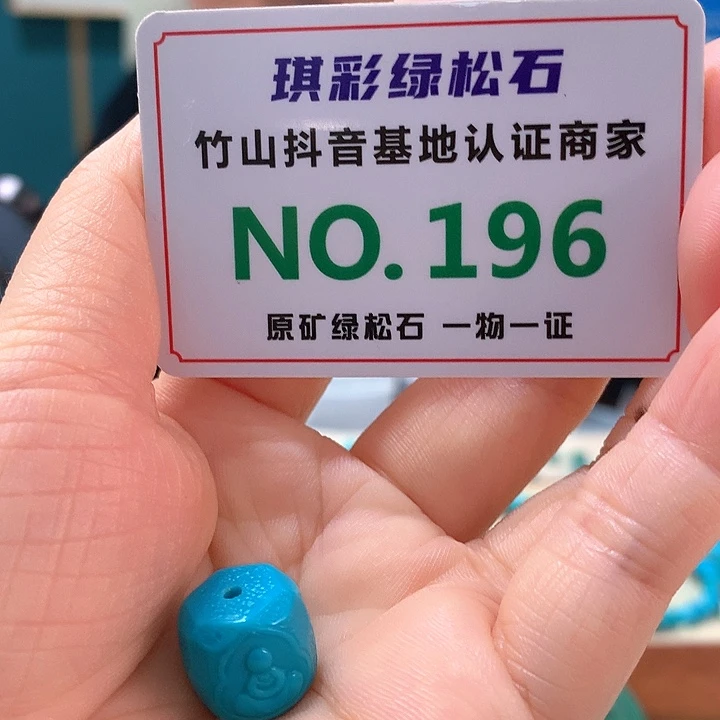 琪彩绿松石
竹山抖音基地认证商家
NO.196
原矿绿松石 一物一证